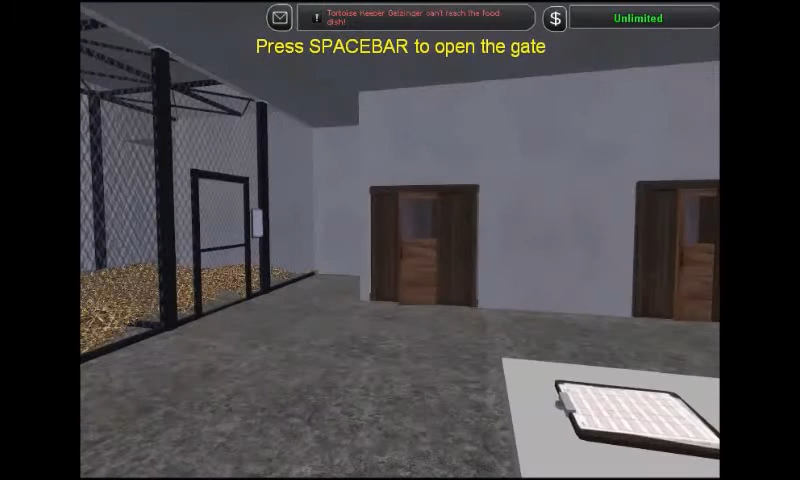 ! Tortoise Keeper Gelzinger can't reach the food
dish!
$ Unlimited
Press SPACEBAR to open the gate